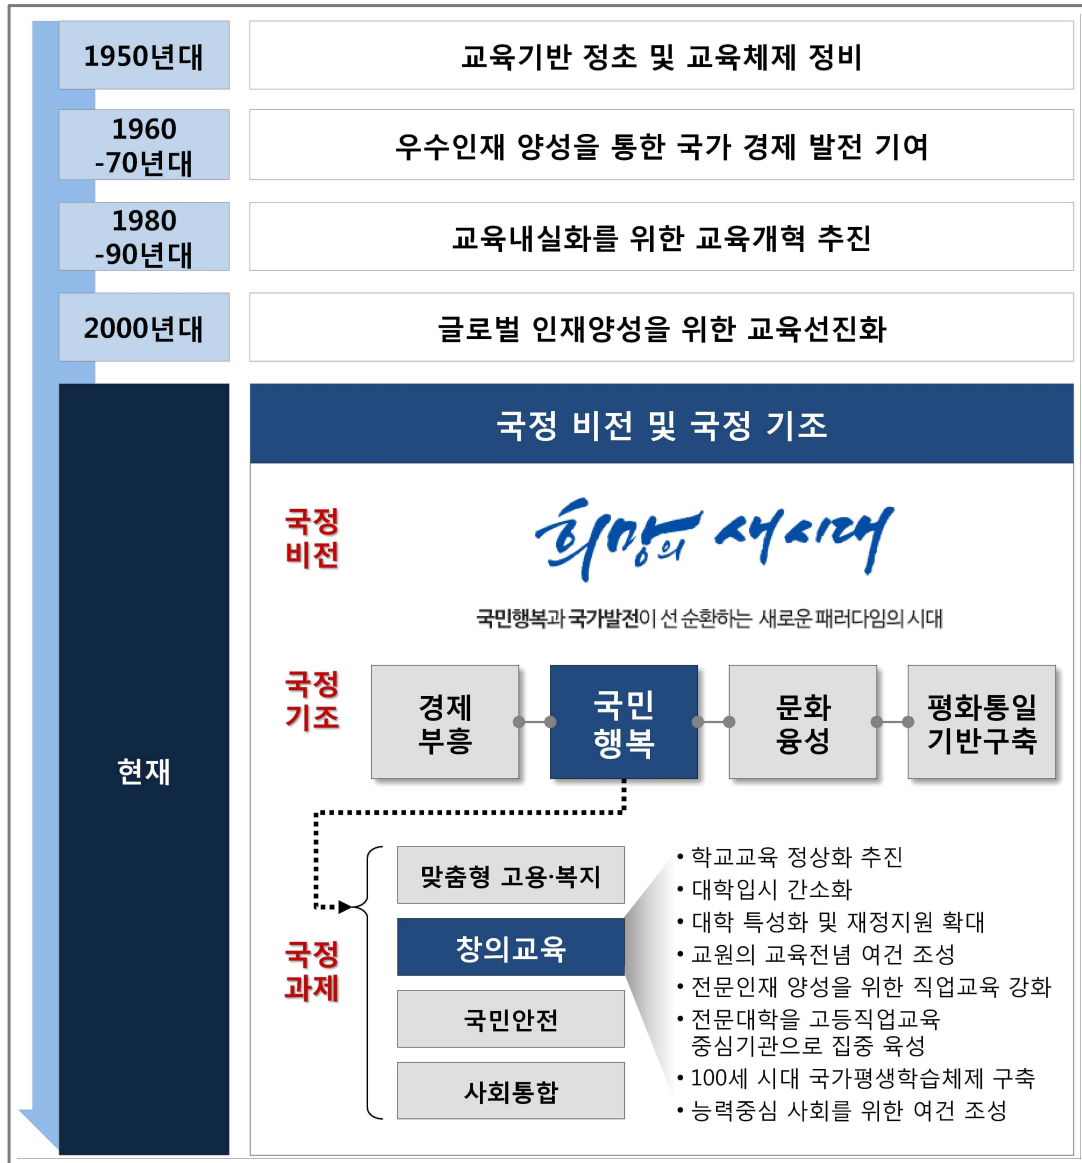 1950년대
교육기반 정초 및 교육체제 정비
1960
-70년대
우수인재 양성을 통한 국가 경제 발전 기여
1980
-90년대
교육내실화를 위한 교육개혁 추진
2000년대
글로벌 인재양성을 위한 교육선진화
현재
국정 비전 및 국정 기조
국정
비전
희망의 새시대
국민행복과 국가발전이 선 순환하는 새로운 패러다임의 시대
국정
기조
경제
부흥
국민
행복
문화
융성
평화통일
기반구축
국정
과제
맞춤형 고용·복지
창의교육
국민안전
사회통합
• 학교교육 정상화 추진
• 대학입시 간소화
• 대학 특성화 및 재정지원 확대
• 교원의 교육전념 여건 조성
• 전문인재 양성을 위한 직업교육 강화
• 전문대학을 고등직업교육
중심기관으로 집중 육성
• 100세 시대 국가평생학습체제 구축
• 능력중심 사회를 위한 여건 조성